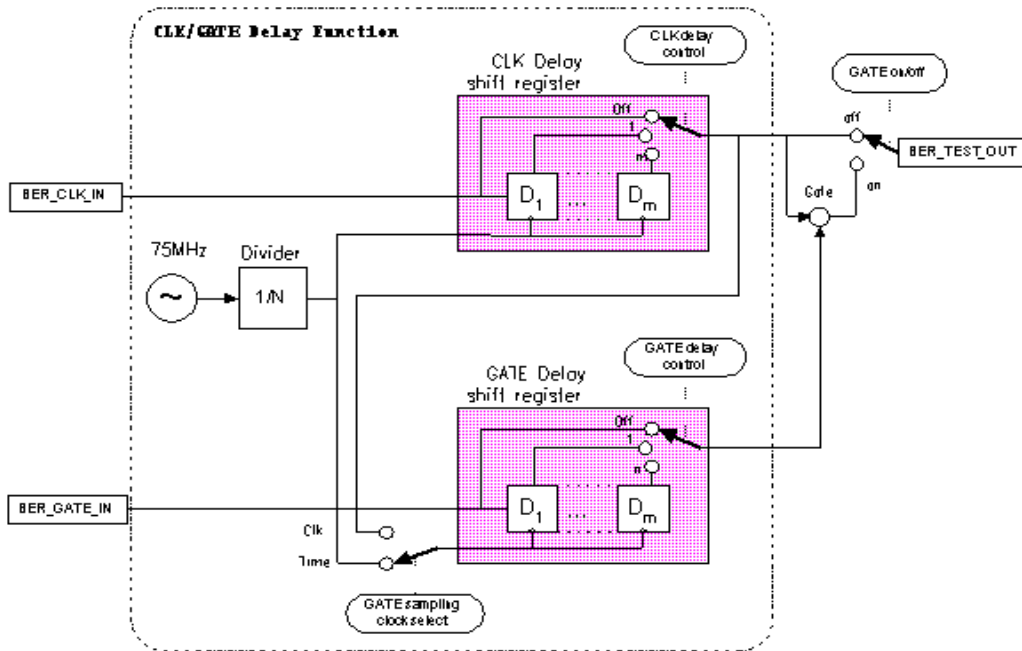 CLK/GATE Delay Function
CLK delay
control
CLK Delay
shift register
GATE on/off
Off
1
m
off
on
BER_TEST_OUT
BER_CLK_IN
D1
...
Dm
Gate
75MHz
Divider
~
1/N
GATE delay
control
GATE Delay
shift register
Off
1
n
BER_GATE_IN
D1
...
Dm
Clk
Time
GATE sampling
clock select